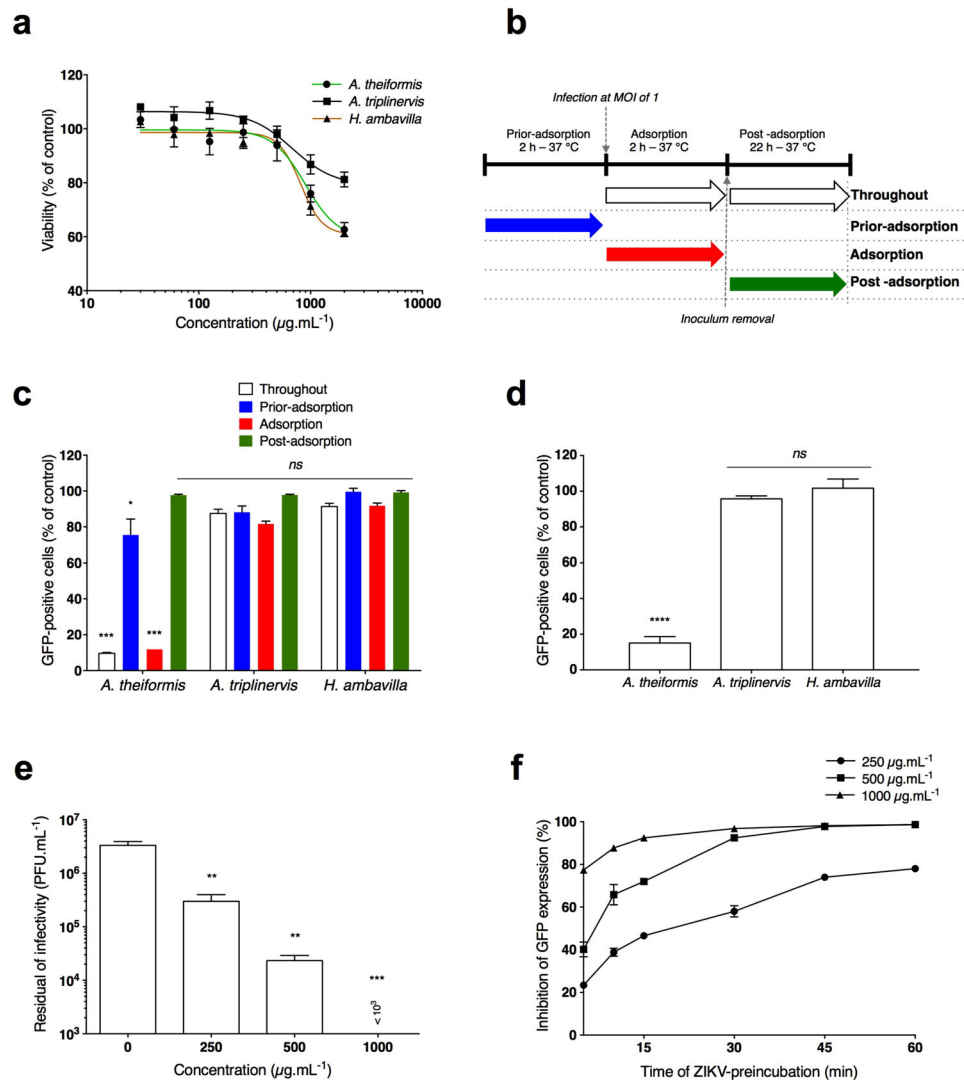 a
120
100
80
60
40
10
100
1000
10000
Viability (% of control)
Concentration (µg.mL⁻¹)
A. theiformis
A. triplinervis
H. ambavilla
b
Infection at MOI of 1
Prior-adsorption
2 h – 37 °C
Adsorption
2 h – 37 °C
Post -adsorption
22 h – 37 °C
Throughout
Prior-adsorption
Adsorption
Post -adsorption
Inoculum removal
c
Throughout
Prior-adsorption
Adsorption
Post-adsorption
GFP-positive cells (% of control)
120
100
80
60
40
20
0
***
*
***
ns
A. theiformis
A. triplinervis
H. ambavilla
d
GFP-positive cells (% of control)
120
100
80
60
40
20
0
****
ns
A. theiformis
A. triplinervis
H. ambavilla
e
Residual of infectivity (PFU.mL⁻¹)
10⁷
10⁶
10⁵
10⁴
10³
**
**
***
< 10³
0
250
500
1000
Concentration (µg.mL⁻¹)
f
250 µg.mL⁻¹
500 µg.mL⁻¹
1000 µg.mL⁻¹
Inhibition of GFP expression (%)
100
80
60
40
20
0
15
30
45
60
Time of ZIKV-preincubation (min)